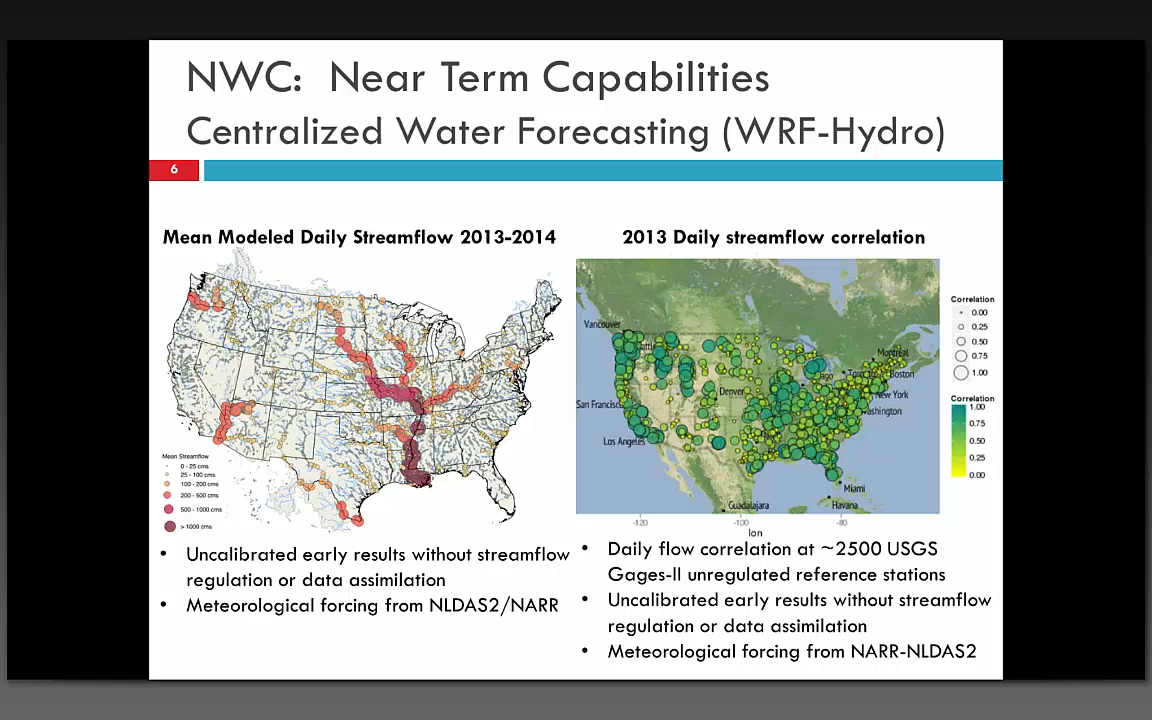 NWC: Near Term Capabilities
Centralized Water Forecasting (WRF-Hydro)
6
Mean Modeled Daily Streamflow 2013-2014
Mean Streamflow
0 - 25 cms
25 - 100 cms
100 - 200 cms
200 - 500 cms
500 - 1000 cms
> 1000 cms
• Uncalibrated early results without streamflow
regulation or data assimilation
• Meteorological forcing from NLDAS2/NARR
2013 Daily streamflow correlation
Vancouver
Montréal
Boston
New York
Denver
San Francisc
Washington
Los Angeles
Miami
Guadalajara
Havana
-120
-100
-80
lon
Correlation
0.00
0.25
0.50
0.75
1.00
Correlation
1.00
0.75
0.50
0.25
0.00
• Daily flow correlation at ~2500 USGS
Gages-II unregulated reference stations
• Uncalibrated early results without streamflow
regulation or data assimilation
• Meteorological forcing from NARR-NLDAS2